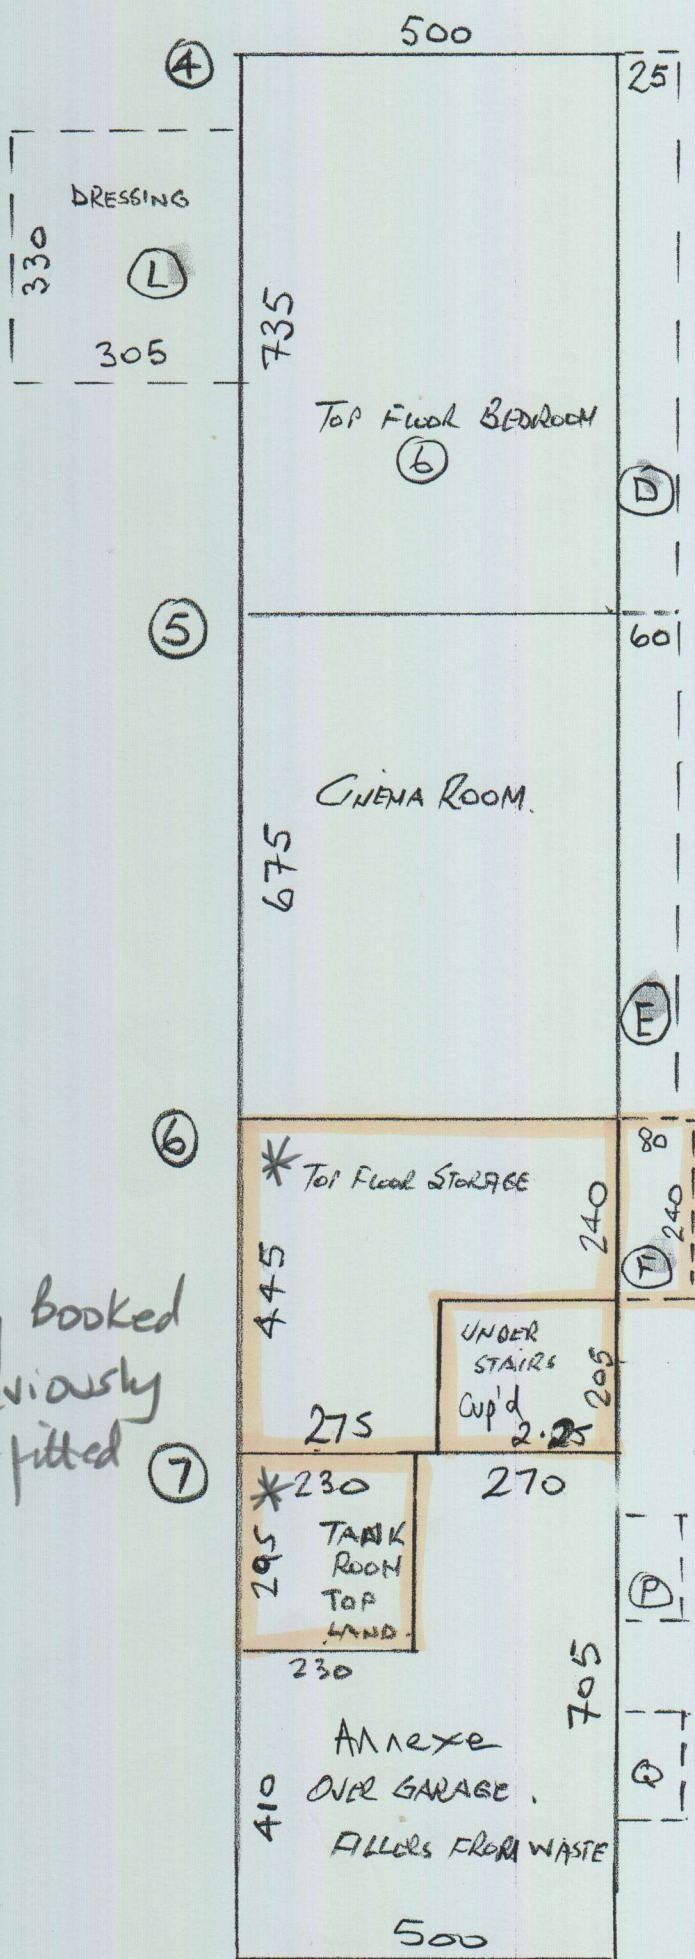 500
4
25
DRESSING
L
330
305
735
TOP FLOOR BEDROOM
6
D
5
60
CINEMA ROOM.
675
E
6
80
* TOP FLOOR STORAGE
240
240
445
UNDER
STAIRS
Cup'd
205
2.25
275
Booked
viously
fitted
7
* 230
270
295
TANK
ROOM
TOP
LAND.
230
P
705
Annexe
OVER GARAGE.
FILLERS FROM WASTE
410
Q
500